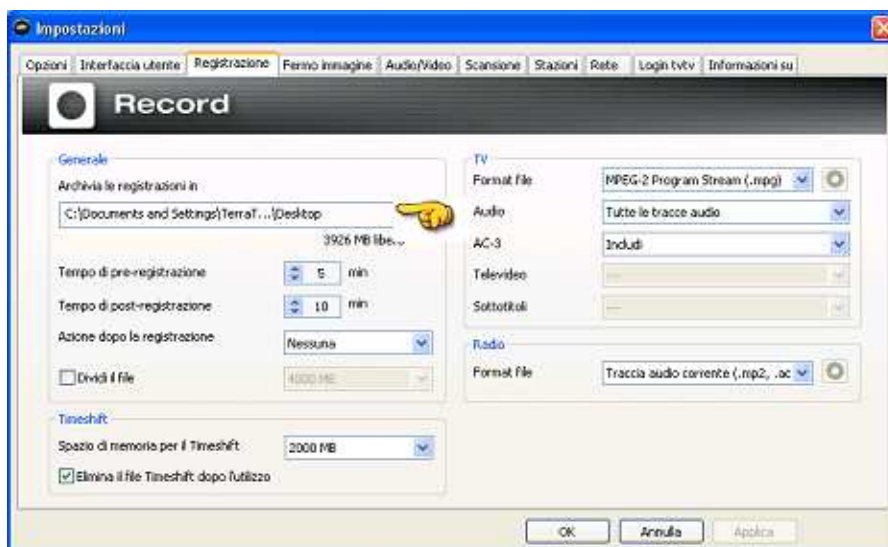 Impostazioni
Opzioni Interfaccia utente Registrazione Fermo immagine Audio/Video Scansione Stazioni Rete Login tvtv Informazioni su
Record
Generale
Archivia le registrazioni in
C:\Documents and Settings\TerraT...\Desktop
3926 MB
Tempo di pre-registrazione 5 min
Tempo di post-registrazione 10 min
Azione dopo la registrazione Nessuna
Dividi il file 4000 MB
Timeshift
Spazio di memoria per il Timeshift 2000 MB
Elimina il file Timeshift dopo l'utilizzo
TV
Format file MPEG-2 Program Stream (.mpg)
Audio Tutte le tracce audio
AC-3 Includi
Televideo ---
Sottotitoli ---
Radio
Format file Traccia audio corrente (.mp2, .ac
OK Annulla Applica